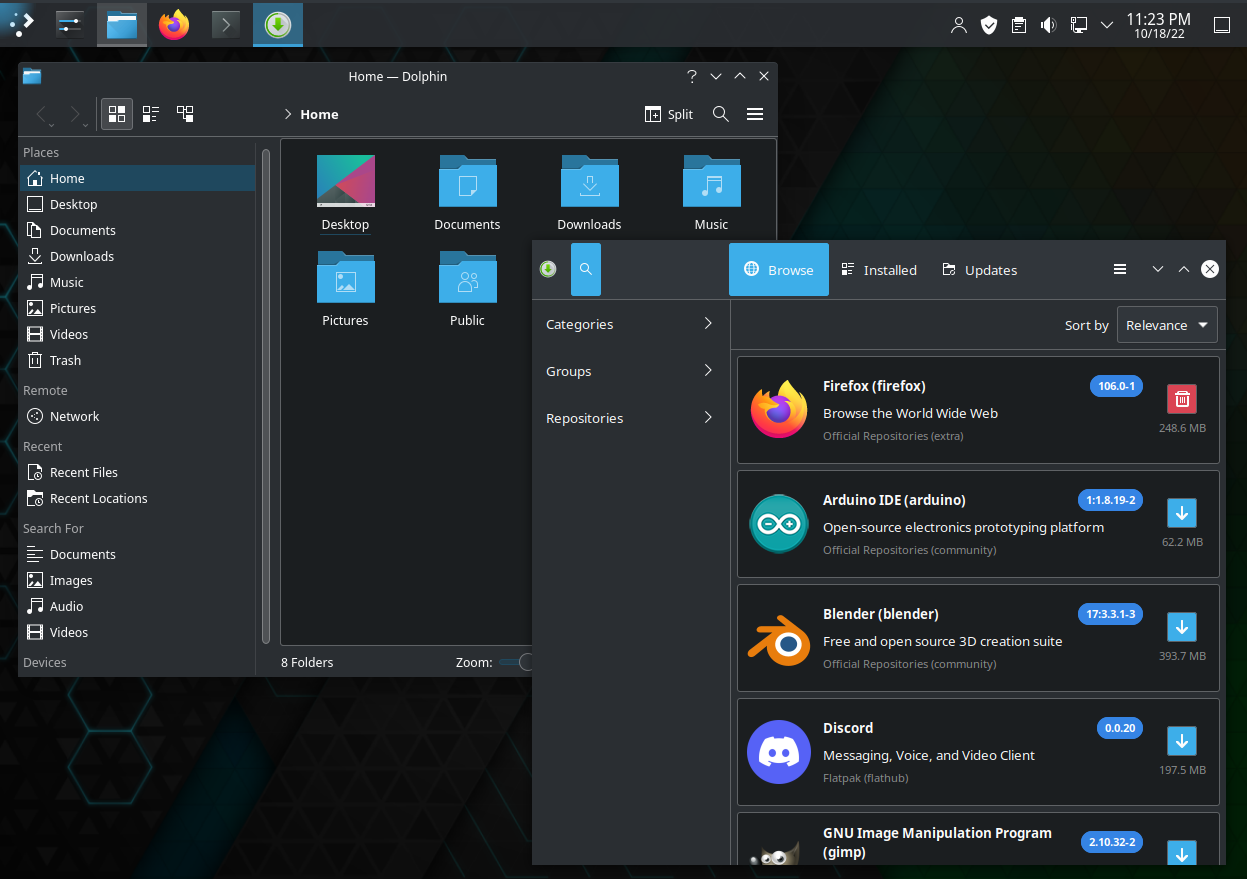 11:23 PM
10/18/22
Home — Dolphin
Home
Split
Places
Home
Desktop
Documents
Downloads
Music
Pictures
Videos
Trash
Remote
Network
Recent
Recent Files
Recent Locations
Search For
Documents
Images
Audio
Videos
Devices
Desktop
Documents
Downloads
Music
Pictures
Public
8 Folders
Zoom:
Browse
Installed
Updates
Categories
Groups
Repositories
Sort by
Relevance
Firefox (firefox)
106.0-1
Browse the World Wide Web
Official Repositories (extra)
248.6 MB
Arduino IDE (arduino)
1:1.8.19-2
Open-source electronics prototyping platform
Official Repositories (community)
62.2 MB
Blender (blender)
17:3.3.1-3
Free and open source 3D creation suite
Official Repositories (community)
393.7 MB
Discord
0.0.20
Messaging, Voice, and Video Client
Flatpak (flathub)
197.5 MB
GNU Image Manipulation Program
(gimp)
2.10.32-2